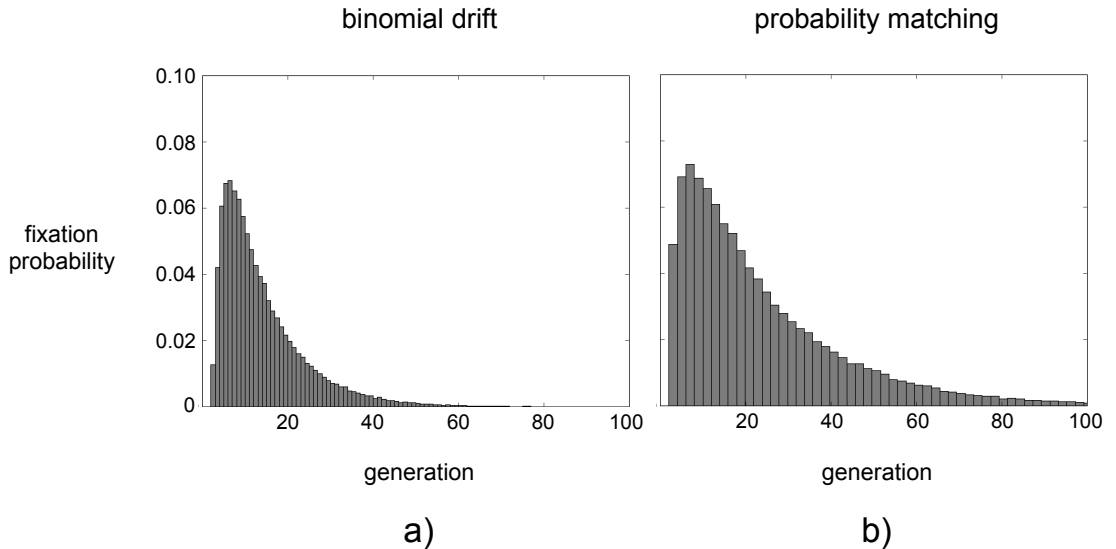 binomial drift
probability matching
0.10
0.08
0.06
0.04
0.02
0
fixation
probability
20
40
60
80
100
20
40
60
80
100
generation
generation
a)
b)